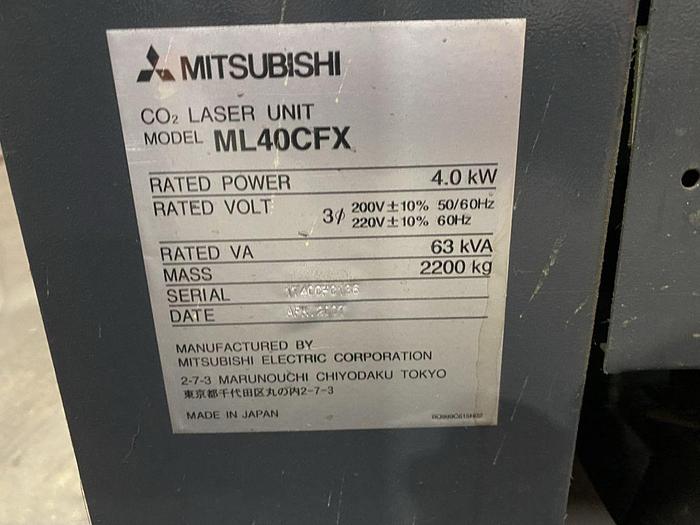 MITSUBISHI
CO₂ LASER UNIT
MODEL ML40CFX
RATED POWER 4.0 kW
RATED VOLT 3∮ 200V±10% 50/60Hz
220V±10% 60Hz
RATED VA 63 kVA
MASS 2200 kg
SERIAL
DATE
MANUFACTURED BY
MITSUBISHI ELECTRIC CORPORATION
2-7-3 MARUNOUCHI CHIYODAKU TOKYO
東京都千代田区丸の内2-7-3
MADE IN JAPAN